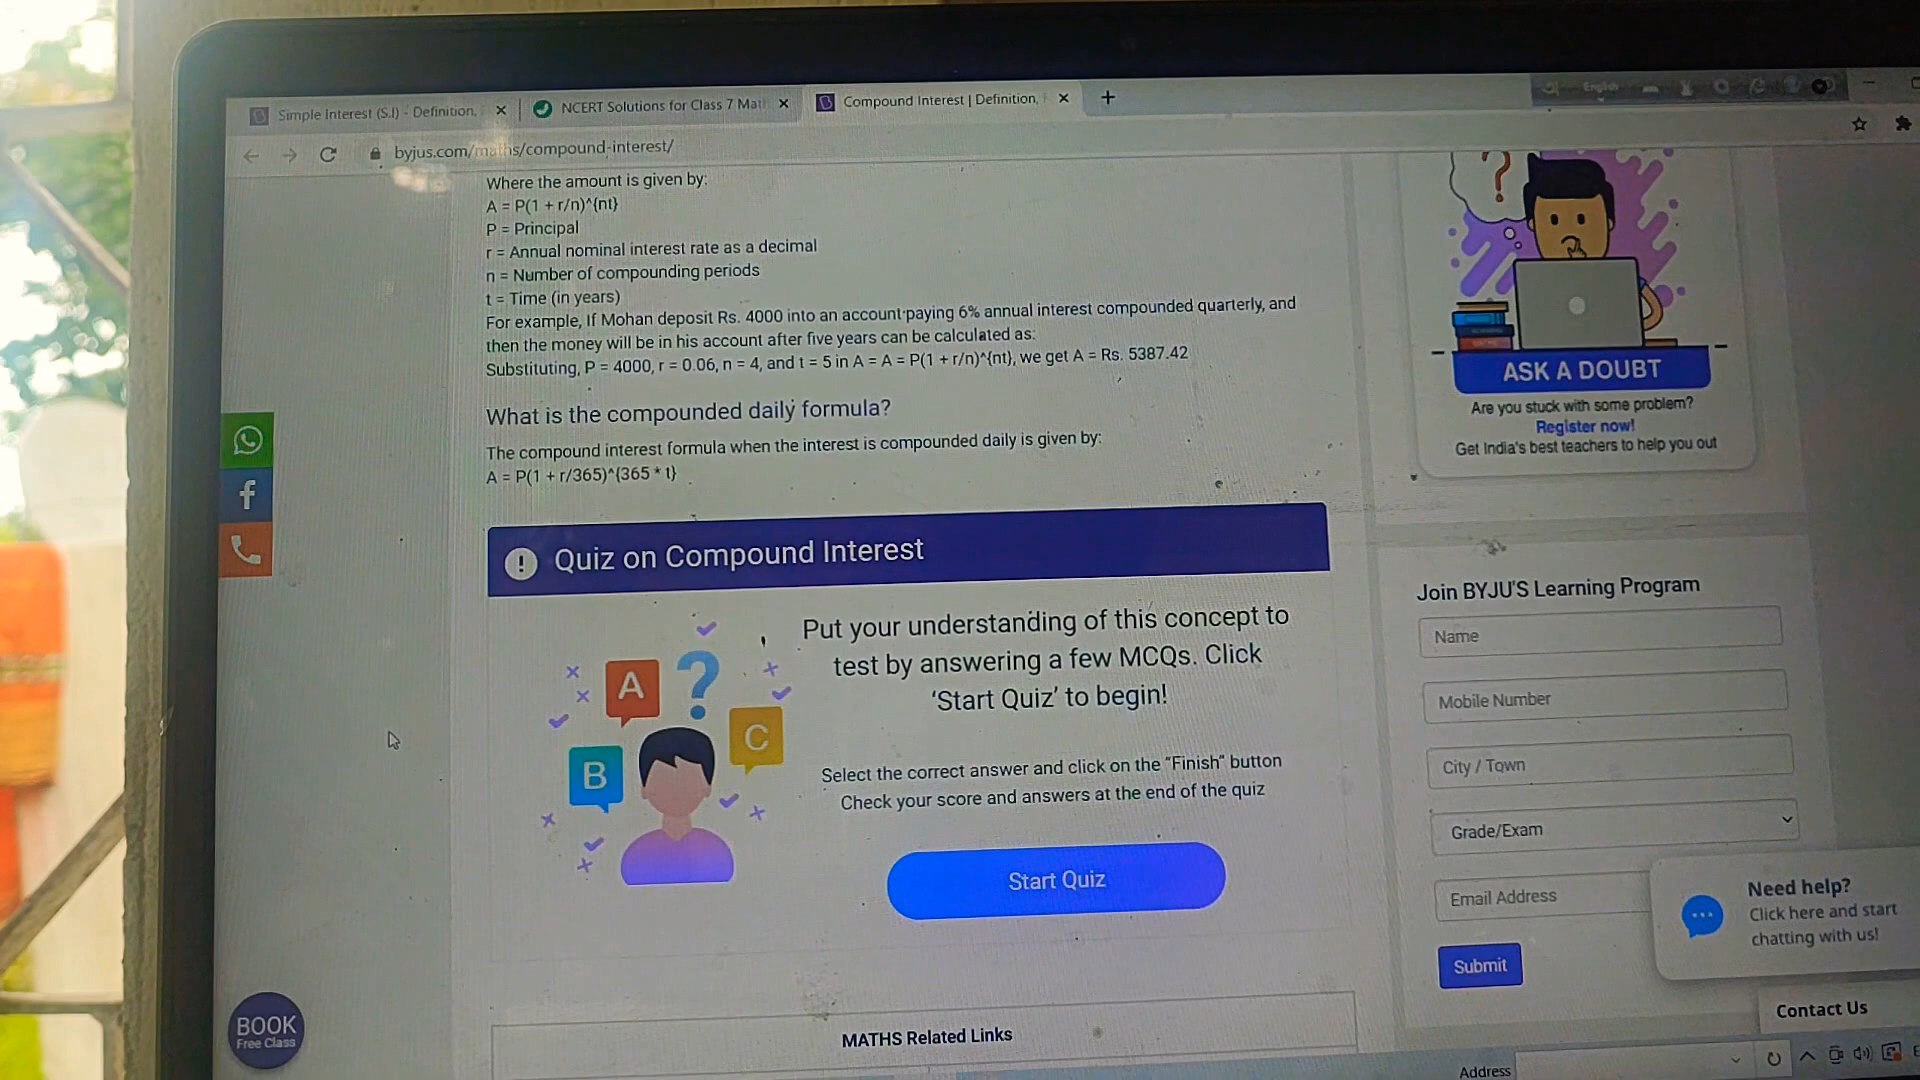 Simple Interest (S.I) - Definition,
NCERT Solutions for Class 7 Mat
Compound Interest | Definition,
English
byjus.com/maths/compound-interest/
Where the amount is given by:
A = P(1 + r/n)^{nt}
P = Principal
r = Annual nominal interest rate as a decimal
n = Number of compounding periods
t = Time (in years)
For example, If Mohan deposit Rs. 4000 into an account paying 6% annual interest compounded quarterly, and
then the money will be in his account after five years can be calculated as:
Substituting, P = 4000, r = 0.06, n = 4, and t = 5 in A = A = P(1 + r/n)^{nt}, we get A = Rs. 5387.42
What is the compounded daily formula?
The compound interest formula when the interest is compounded daily is given by:
A = P(1 + r/365)^{365 * t}
Quiz on Compound Interest
Put your understanding of this concept to
test by answering a few MCQs. Click
‘Start Quiz’ to begin!
A
?
B
C
Select the correct answer and click on the “Finish” button
Check your score and answers at the end of the quiz
Start Quiz
MATHS Related Links
?
ASK A DOUBT
Are you stuck with some problem?
Register now!
Get India's best teachers to help you out
Join BYJU'S Learning Program
Name
Mobile Number
City / Town
Grade/Exam
Email Address
Submit
Need help?
Click here and start
chatting with us!
Contact Us
BOOK
Free Class
Address